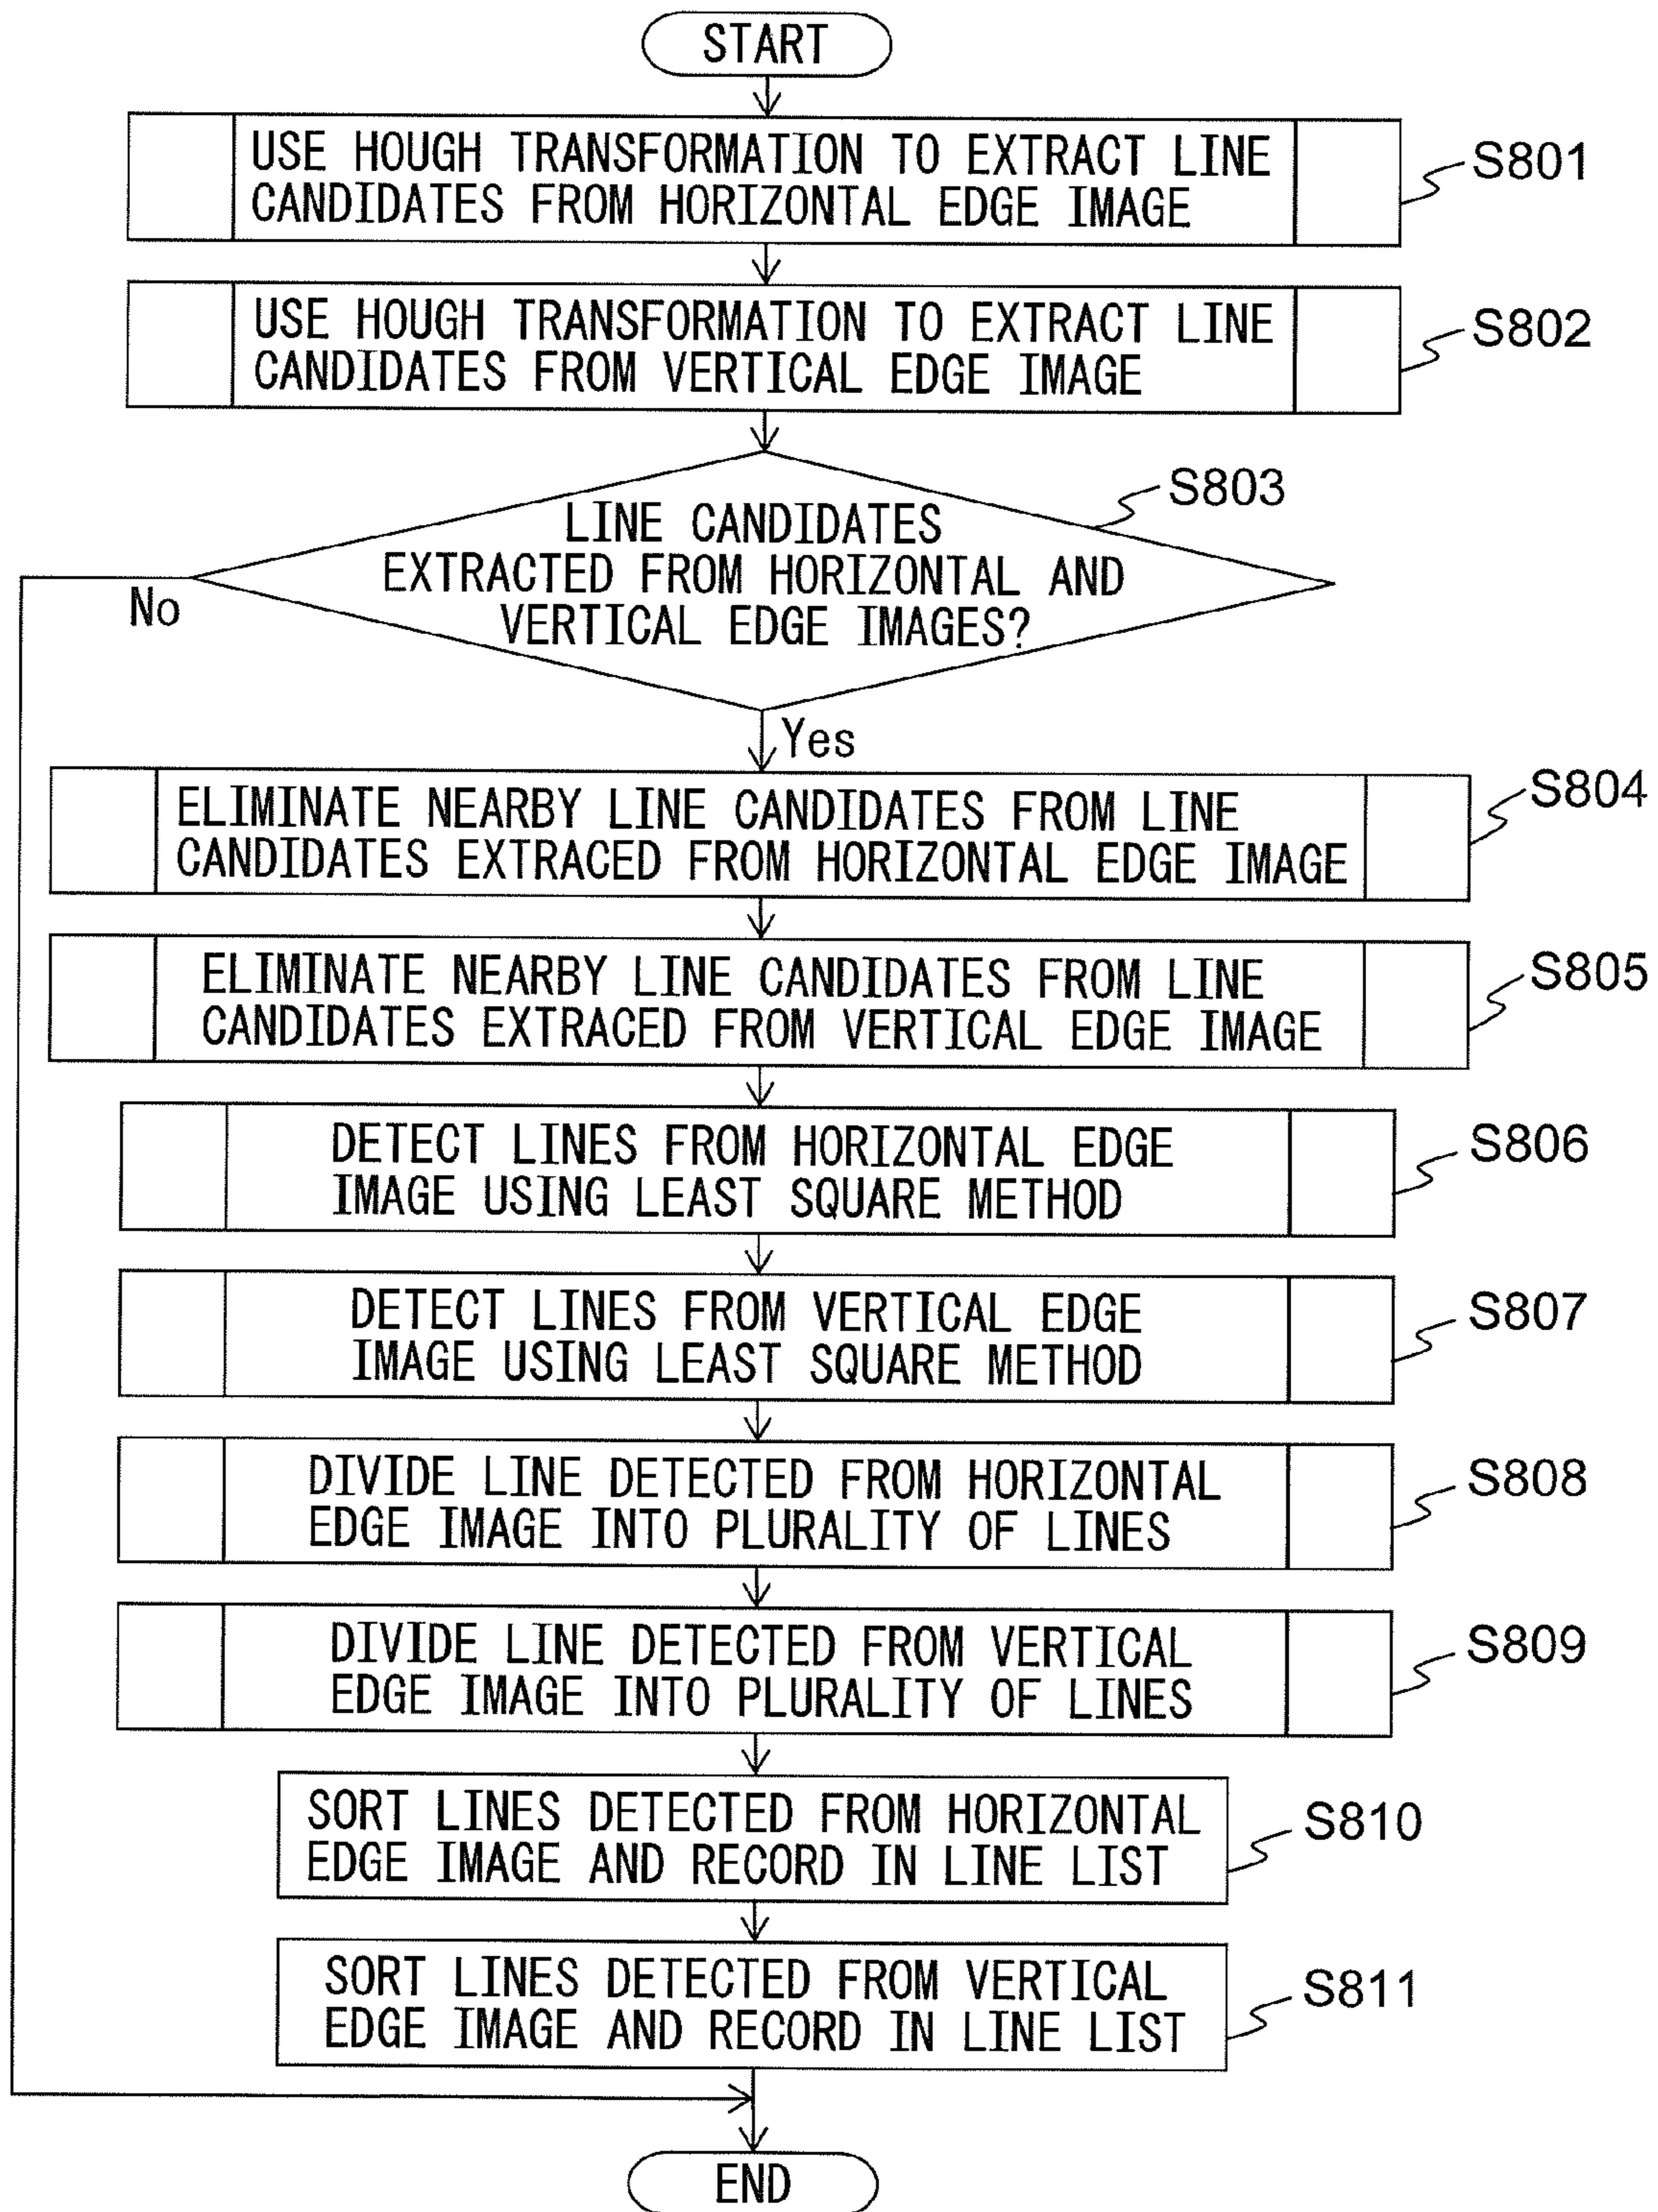 START
USE HOUGH TRANSFORMATION TO EXTRACT LINE
CANDIDATES FROM HORIZONTAL EDGE IMAGE
S801
USE HOUGH TRANSFORMATION TO EXTRACT LINE
CANDIDATES FROM VERTICAL EDGE IMAGE
S802
S803
LINE CANDIDATES
EXTRACTED FROM HORIZONTAL AND
VERTICAL EDGE IMAGES?
No
Yes
ELIMINATE NEARBY LINE CANDIDATES FROM LINE
CANDIDATES EXTRACED FROM HORIZONTAL EDGE IMAGE
S804
ELIMINATE NEARBY LINE CANDIDATES FROM LINE
CANDIDATES EXTRACED FROM VERTICAL EDGE IMAGE
S805
DETECT LINES FROM HORIZONTAL EDGE
IMAGE USING LEAST SQUARE METHOD
S806
DETECT LINES FROM VERTICAL EDGE
IMAGE USING LEAST SQUARE METHOD
S807
DIVIDE LINE DETECTED FROM HORIZONTAL
EDGE IMAGE INTO PLURALITY OF LINES
S808
DIVIDE LINE DETECTED FROM VERTICAL
EDGE IMAGE INTO PLURALITY OF LINES
S809
SORT LINES DETECTED FROM HORIZONTAL
EDGE IMAGE AND RECORD IN LINE LIST
S810
SORT LINES DETECTED FROM VERTICAL
EDGE IMAGE AND RECORD IN LINE LIST
S811
END